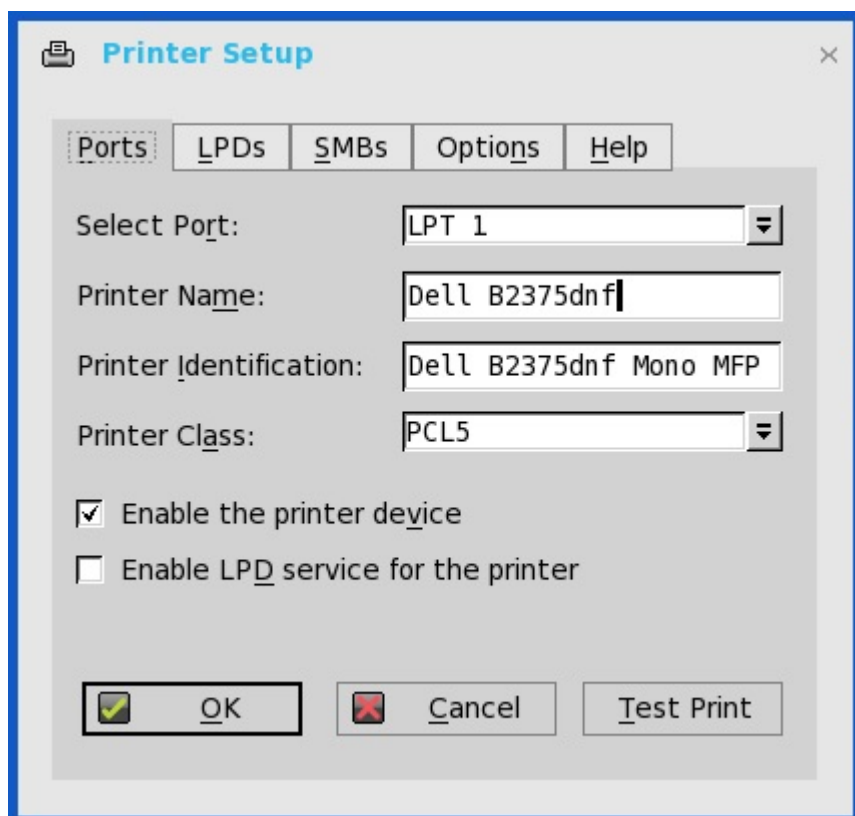 Printer Setup
Ports LPDs SMBs Options Help
Select Port: LPT 1
Printer Name: Dell B2375dnf
Printer Identification: Dell B2375dnf Mono MFP
Printer Class: PCL5
Enable the printer device
Enable LPD service for the printer
OK Cancel Test Print